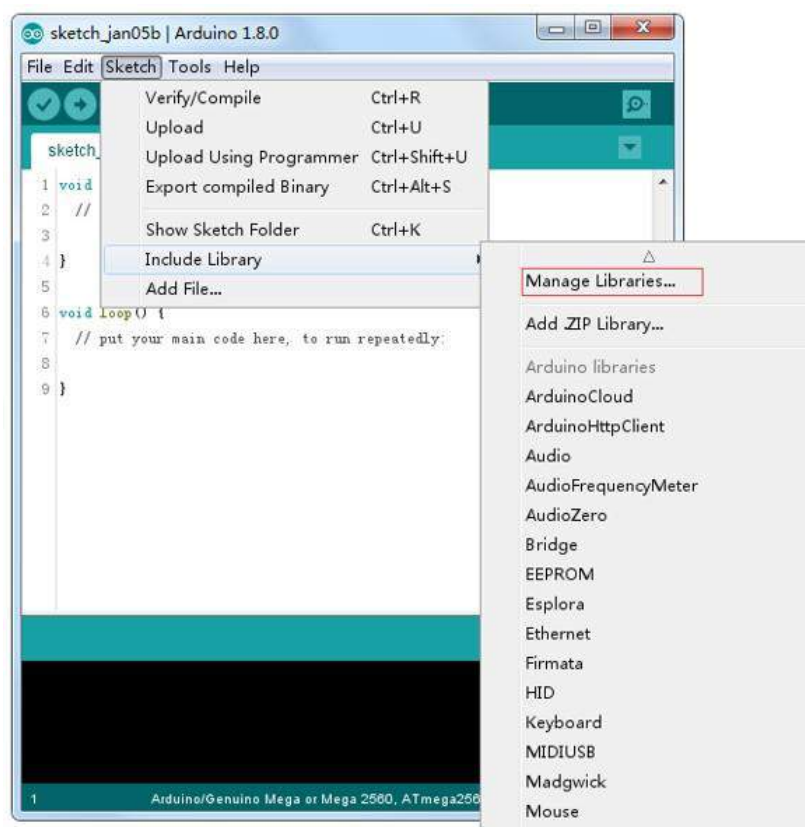 sketch_jan05b | Arduino 1.8.0
File Edit Sketch Tools Help
Verify/Compile Ctrl+R
Upload Ctrl+U
Upload Using Programmer Ctrl+Shift+U
Export compiled Binary Ctrl+Alt+S
Show Sketch Folder Ctrl+K
Include Library
Add File...
sketch_
1 void
2 //
3
4 }
5
6 void loop() {
7 // put your main code here, to run repeatedly:
8
9 }
Manage Libraries...
Add .ZIP Library...
Arduino libraries
ArduinoCloud
ArduinoHttpClient
Audio
AudioFrequencyMeter
AudioZero
Bridge
EEPROM
Esplora
Ethernet
Firmata
HID
Keyboard
MIDIUSB
Madgwick
Mouse
1 Arduino/Genuino Mega or Mega 2560, ATmega256